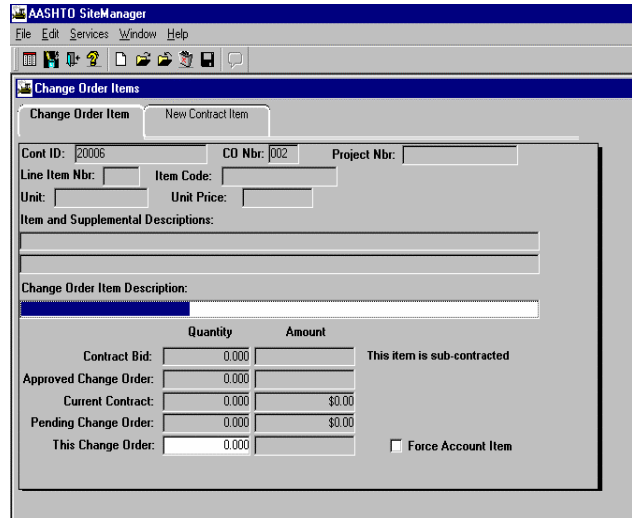 AASHTO SiteManager
File Edit Services Window Help
Change Order Items
Change Order Item New Contract Item
Cont ID: 20006 CO Nbr: 002 Project Nbr:
Line Item Nbr: Item Code:
Unit: Unit Price:
Item and Supplemental Descriptions:
Change Order Item Description:
Quantity Amount
Contract Bid: 0.000 This item is sub-contracted
Approved Change Order: 0.000
Current Contract: 0.000 $0.00
Pending Change Order: 0.000 $0.00
This Change Order: 0.000 Force Account Item